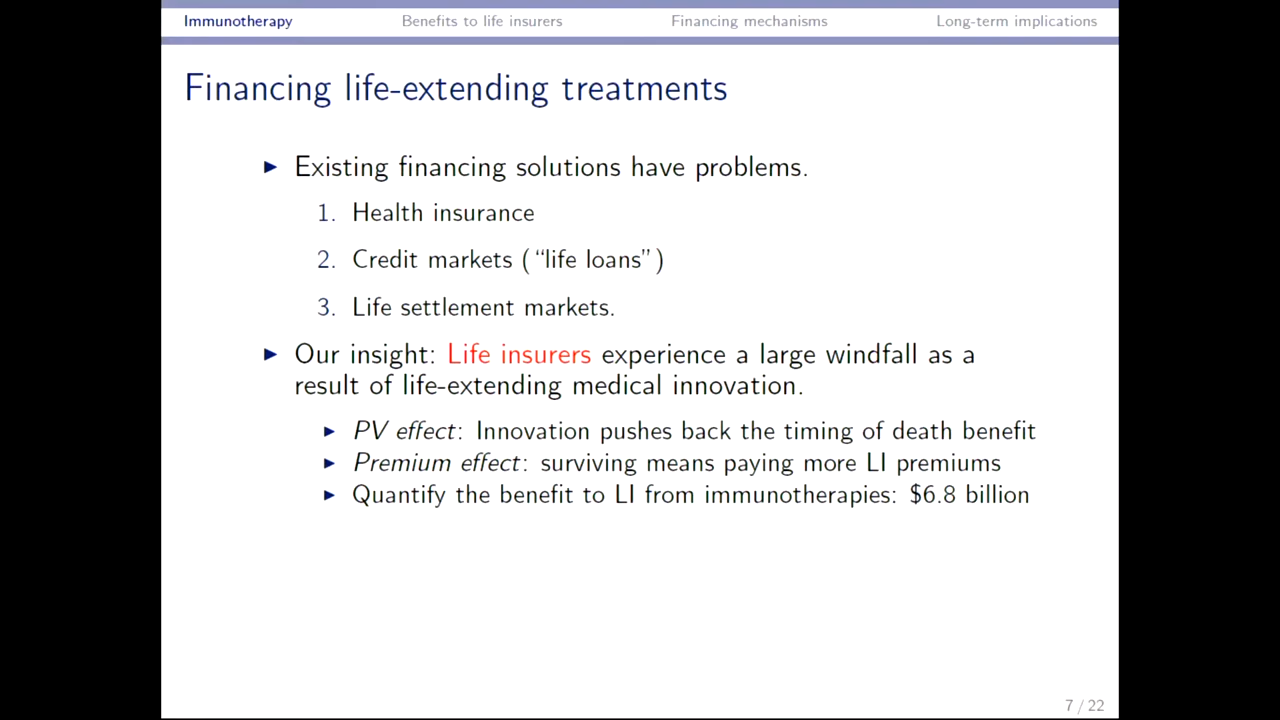 Immunotherapy Benefits to life insurers Financing mechanisms Long-term implications
Financing life-extending treatments
► Existing financing solutions have problems.
1. Health insurance
2. Credit markets (“life loans”)
3. Life settlement markets.
► Our insight: Life insurers experience a large windfall as a
result of life-extending medical innovation.
► PV effect: Innovation pushes back the timing of death benefit
► Premium effect: surviving means paying more LI premiums
► Quantify the benefit to LI from immunotherapies: $6.8 billion
7 / 22